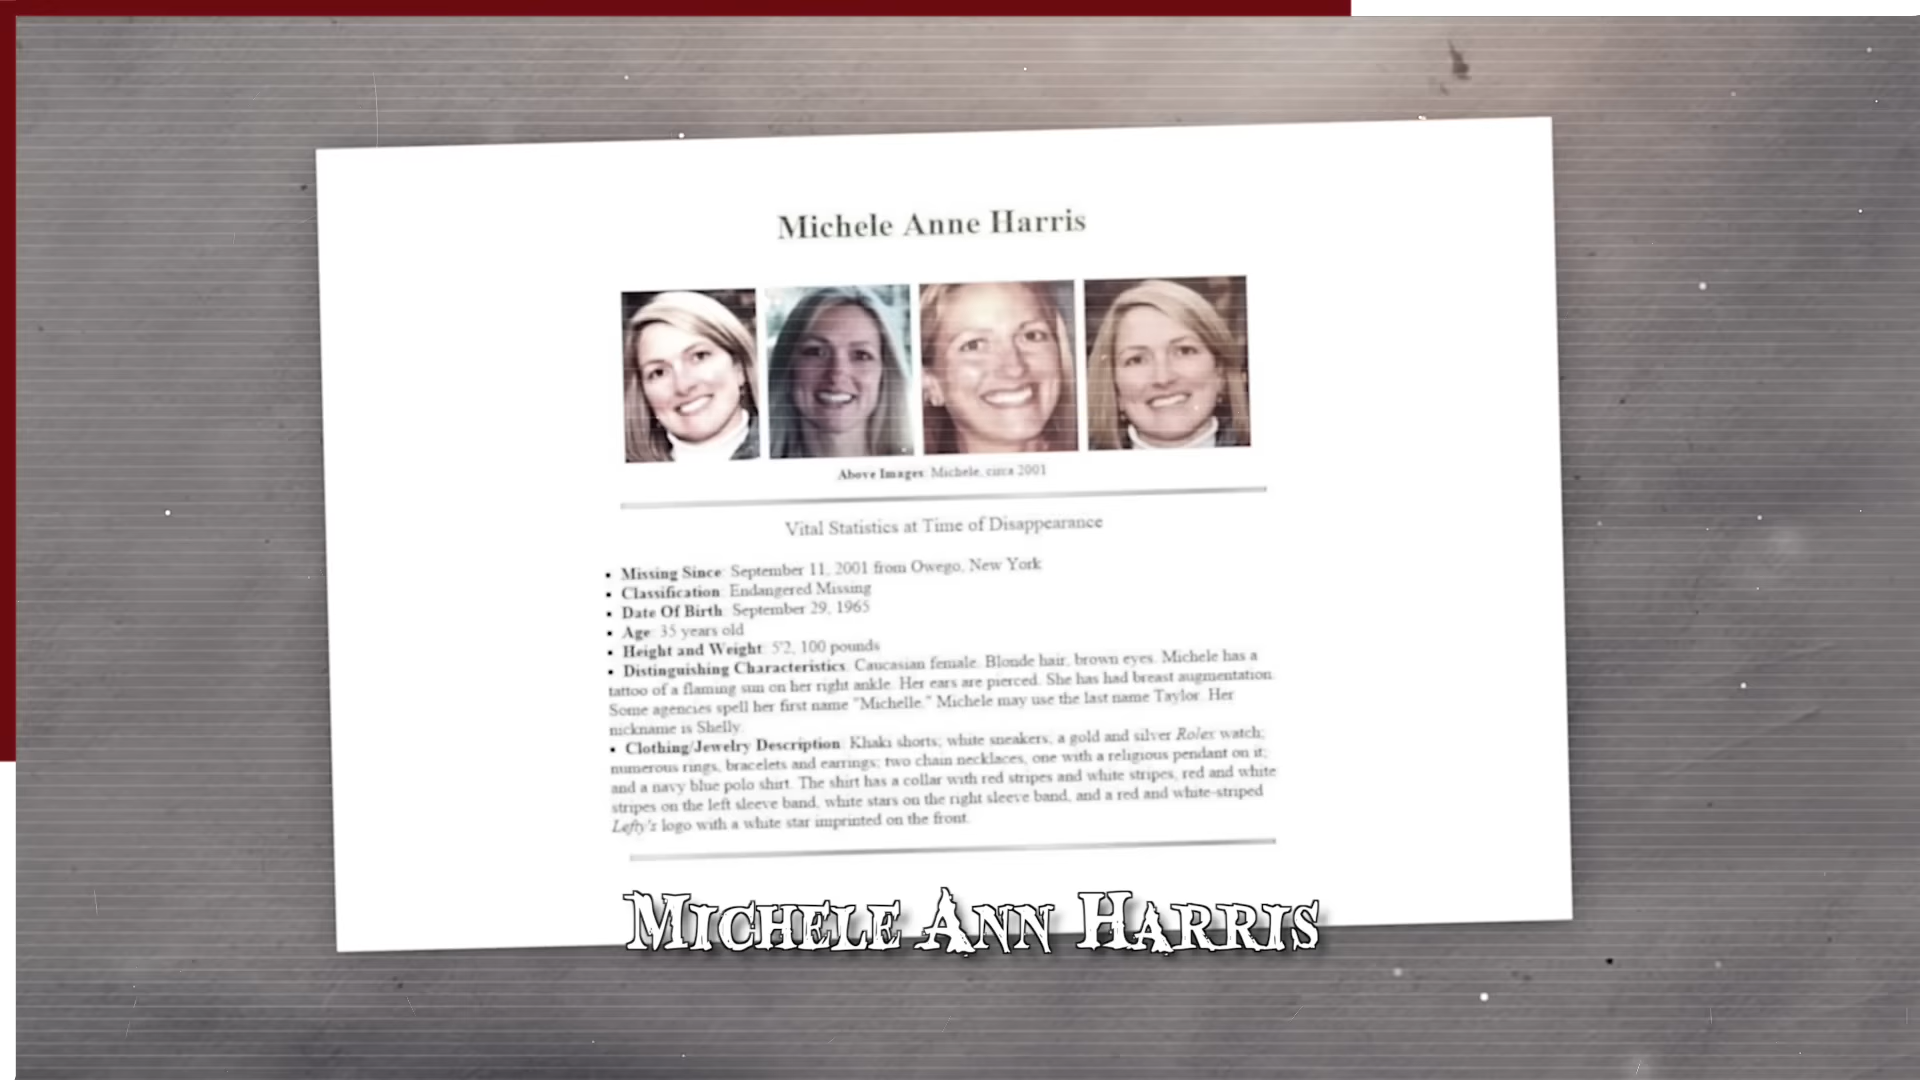 Michele Anne Harris
Above Images: Michele, circa 2001
Vital Statistics at Time of Disappearance
• Missing Since: September 11, 2001 from Owego, New York
• Classification: Endangered Missing
• Date Of Birth: September 29, 1965
• Age: 35 years old
• Height and Weight: 5'2, 100 pounds
• Distinguishing Characteristics: Caucasian female. Blonde hair, brown eyes. Michele has a
tattoo of a flaming sun on her right ankle. Her ears are pierced. She has had breast augmentation.
Some agencies spell her first name "Michelle." Michele may use the last name Taylor. Her
nickname is Shelly.
• Clothing/Jewelry Description: Khaki shorts; white sneakers; a gold and silver Rolex watch;
numerous rings, bracelets and earrings; two chain necklaces, one with a religious pendant on it;
and a navy blue polo shirt. The shirt has a collar with red stripes and white stripes, red and white
stripes on the left sleeve band, white stars on the right sleeve band, and a red and white-striped
Lefty's logo with a white star imprinted on the front.
Michele Ann Harris